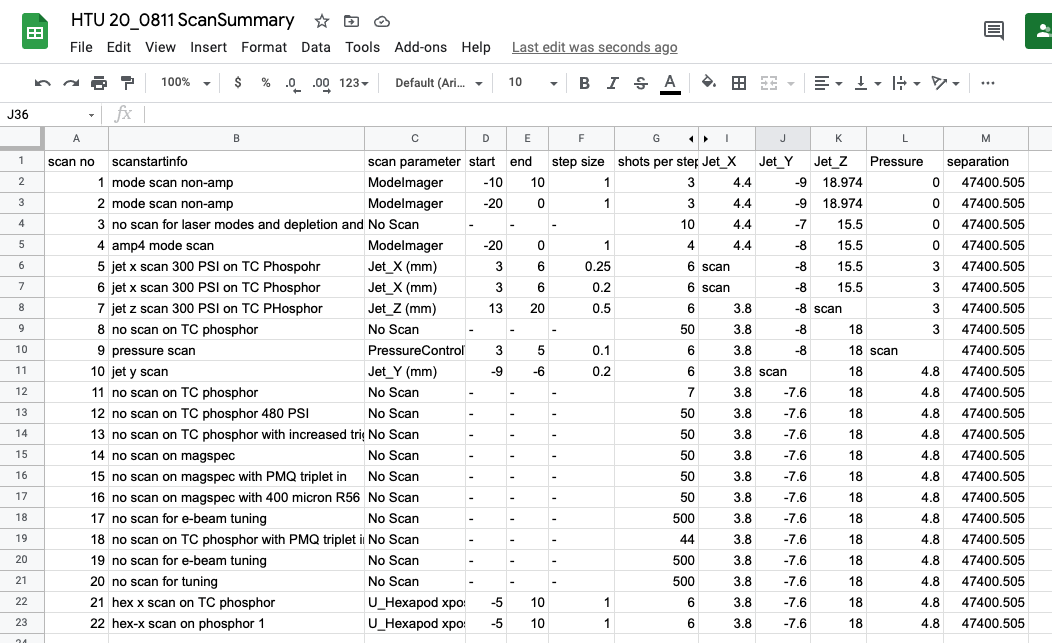 HTU 20_0811 ScanSummary
File Edit View Insert Format Data Tools Add-ons Help Last edit was seconds ago
100% $ % .0 .00 123 Default (Ari... 10 B I S A
J36 fx
A B C D E F G I J K L M
1 scan no scanstartinfo scan parameter start end step size shots per step Jet_X Jet_Y Jet_Z Pressure separation
2 1 mode scan non-amp ModeImager -10 10 1 3 4.4 -9 18.974 0 47400.505
3 2 mode scan non-amp ModeImager -20 0 1 3 4.4 -9 18.974 0 47400.505
4 3 no scan for laser modes and depletion and No Scan - - - 10 4.4 -7 15.5 0 47400.505
5 4 amp4 mode scan ModeImager -20 0 1 4 4.4 -8 15.5 0 47400.505
6 5 jet x scan 300 PSI on TC Phospohr Jet_X (mm) 3 6 0.25 6 scan -8 15.5 3 47400.505
7 6 jet x scan 300 PSI on TC Phosphor Jet_X (mm) 3 6 0.2 6 scan -8 15.5 3 47400.505
8 7 jet z scan 300 PSI on TC PHosphor Jet_Z (mm) 13 20 0.5 6 3.8 -8 scan 3 47400.505
9 8 no scan on TC phosphor No Scan - - - 50 3.8 -8 18 3 47400.505
10 9 pressure scan PressureControl 3 5 0.1 6 3.8 -8 18 scan 47400.505
11 10 jet y scan Jet_Y (mm) -9 -6 0.2 6 3.8 scan 18 4.8 47400.505
12 11 no scan on TC phosphor No Scan - - - 7 3.8 -7.6 18 4.8 47400.505
13 12 no scan on TC phosphor 480 PSI No Scan - - - 50 3.8 -7.6 18 4.8 47400.505
14 13 no scan on TC phosphor with increased trig No Scan - - - 50 3.8 -7.6 18 4.8 47400.505
15 14 no scan on magspec No Scan - - - 50 3.8 -7.6 18 4.8 47400.505
16 15 no scan on magspec with PMQ triplet in No Scan - - - 50 3.8 -7.6 18 4.8 47400.505
17 16 no scan on magspec with 400 micron R56 No Scan - - - 50 3.8 -7.6 18 4.8 47400.505
18 17 no scan for e-beam tuning No Scan - - - 500 3.8 -7.6 18 4.8 47400.505
19 18 no scan on TC phosphor with PMQ triplet i No Scan - - - 44 3.8 -7.6 18 4.8 47400.505
20 19 no scan for e-beam tuning No Scan - - - 500 3.8 -7.6 18 4.8 47400.505
21 20 no scan for tuning No Scan - - - 500 3.8 -7.6 18 4.8 47400.505
22 21 hex x scan on TC phosphor U_Hexapod xpos -5 10 1 6 3.8 -7.6 18 4.8 47400.505
23 22 hex-x scan on phosphor 1 U_Hexapod xpos -5 10 1 6 3.8 -7.6 18 4.8 47400.505